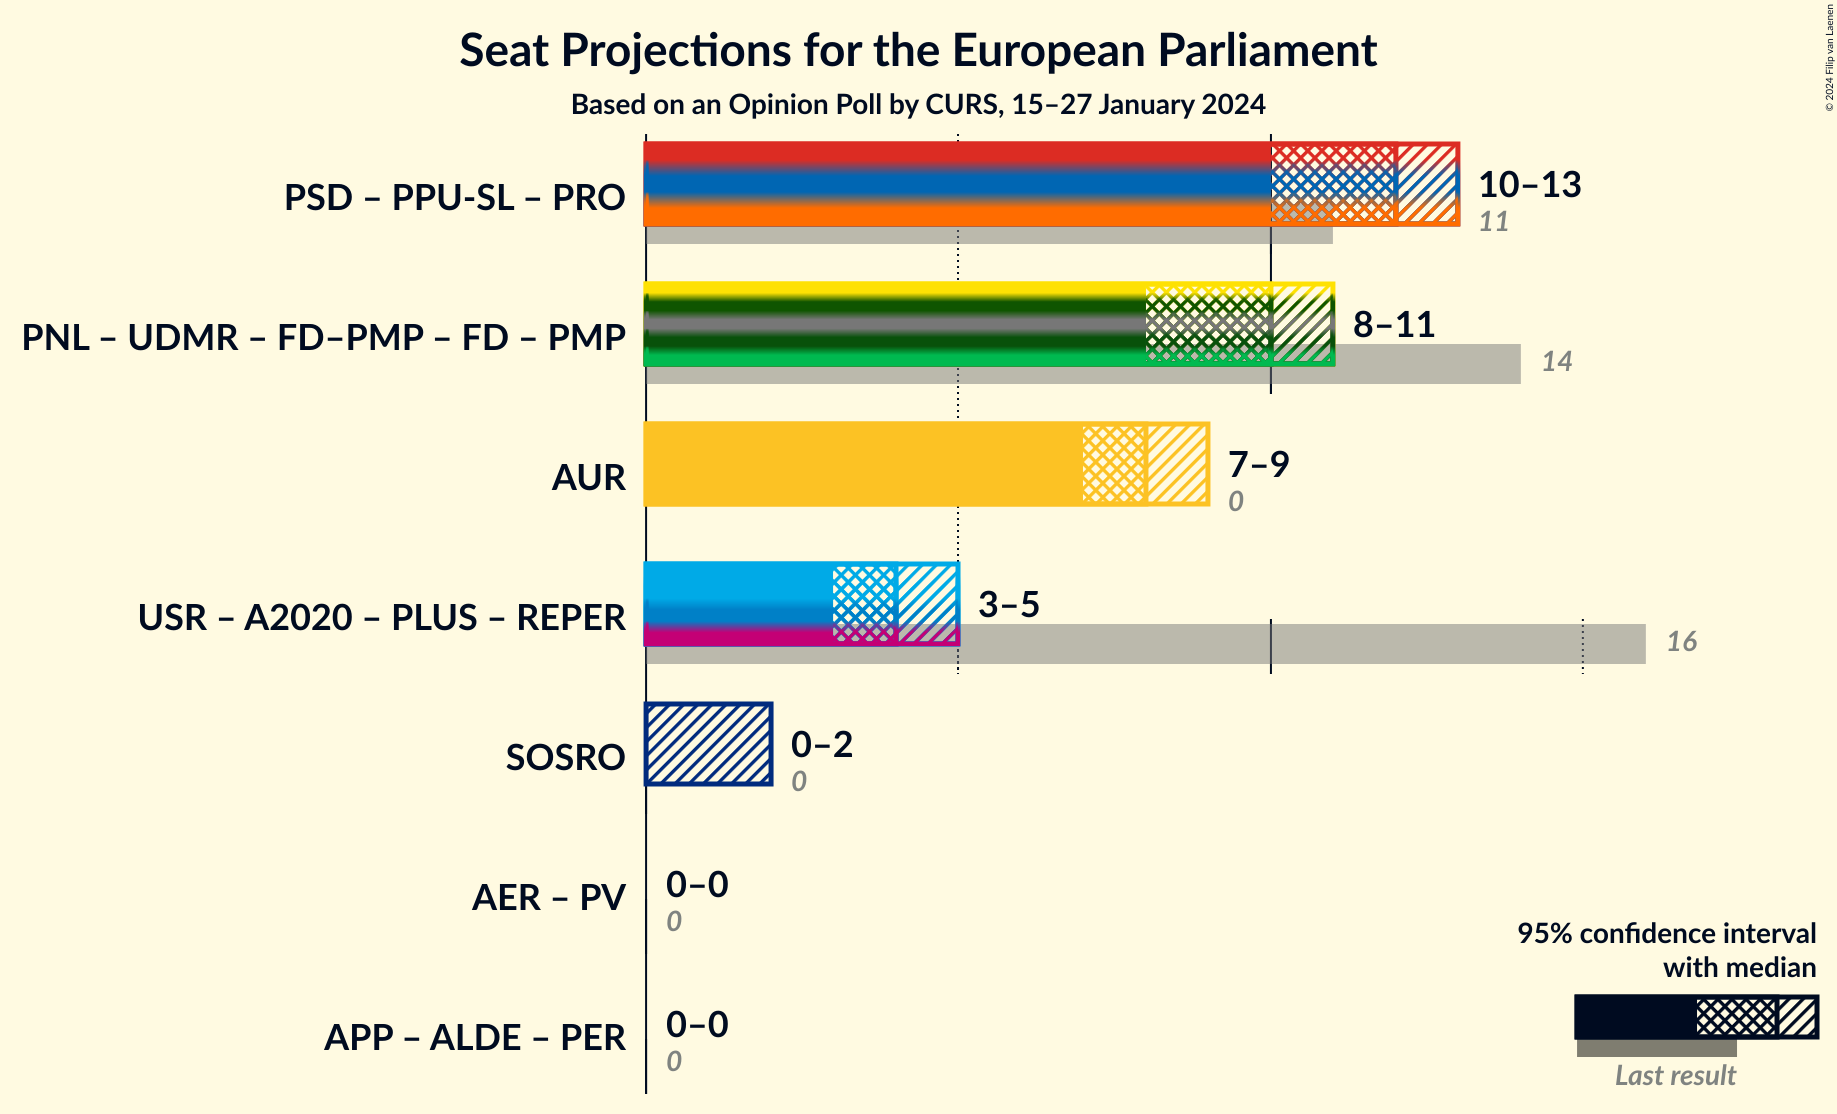 Seat Projections for the European Parliament
Based on an Opinion Poll by CURS, 15–27 January 2024
© 2024 Filip van Laenen
PSD – PPU-SL – PRO
10–13
11
PNL – UDMR – FD–PMP – FD – PMP
8–11
14
AUR
7–9
0
USR – A2020 – PLUS – REPER
3–5
16
SOSRO
0–2
0
AER – PV
0–0
0
APP – ALDE – PER
0–0
0
95% confidence interval
with median
Last result